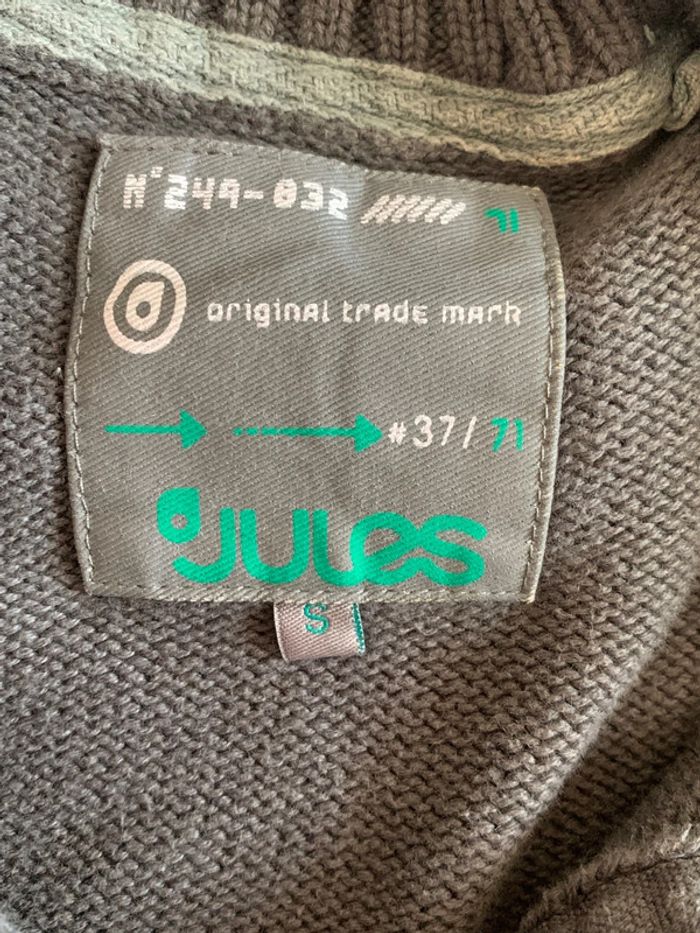 N°249-032 71
original trade mark
#37/71
Jules
S